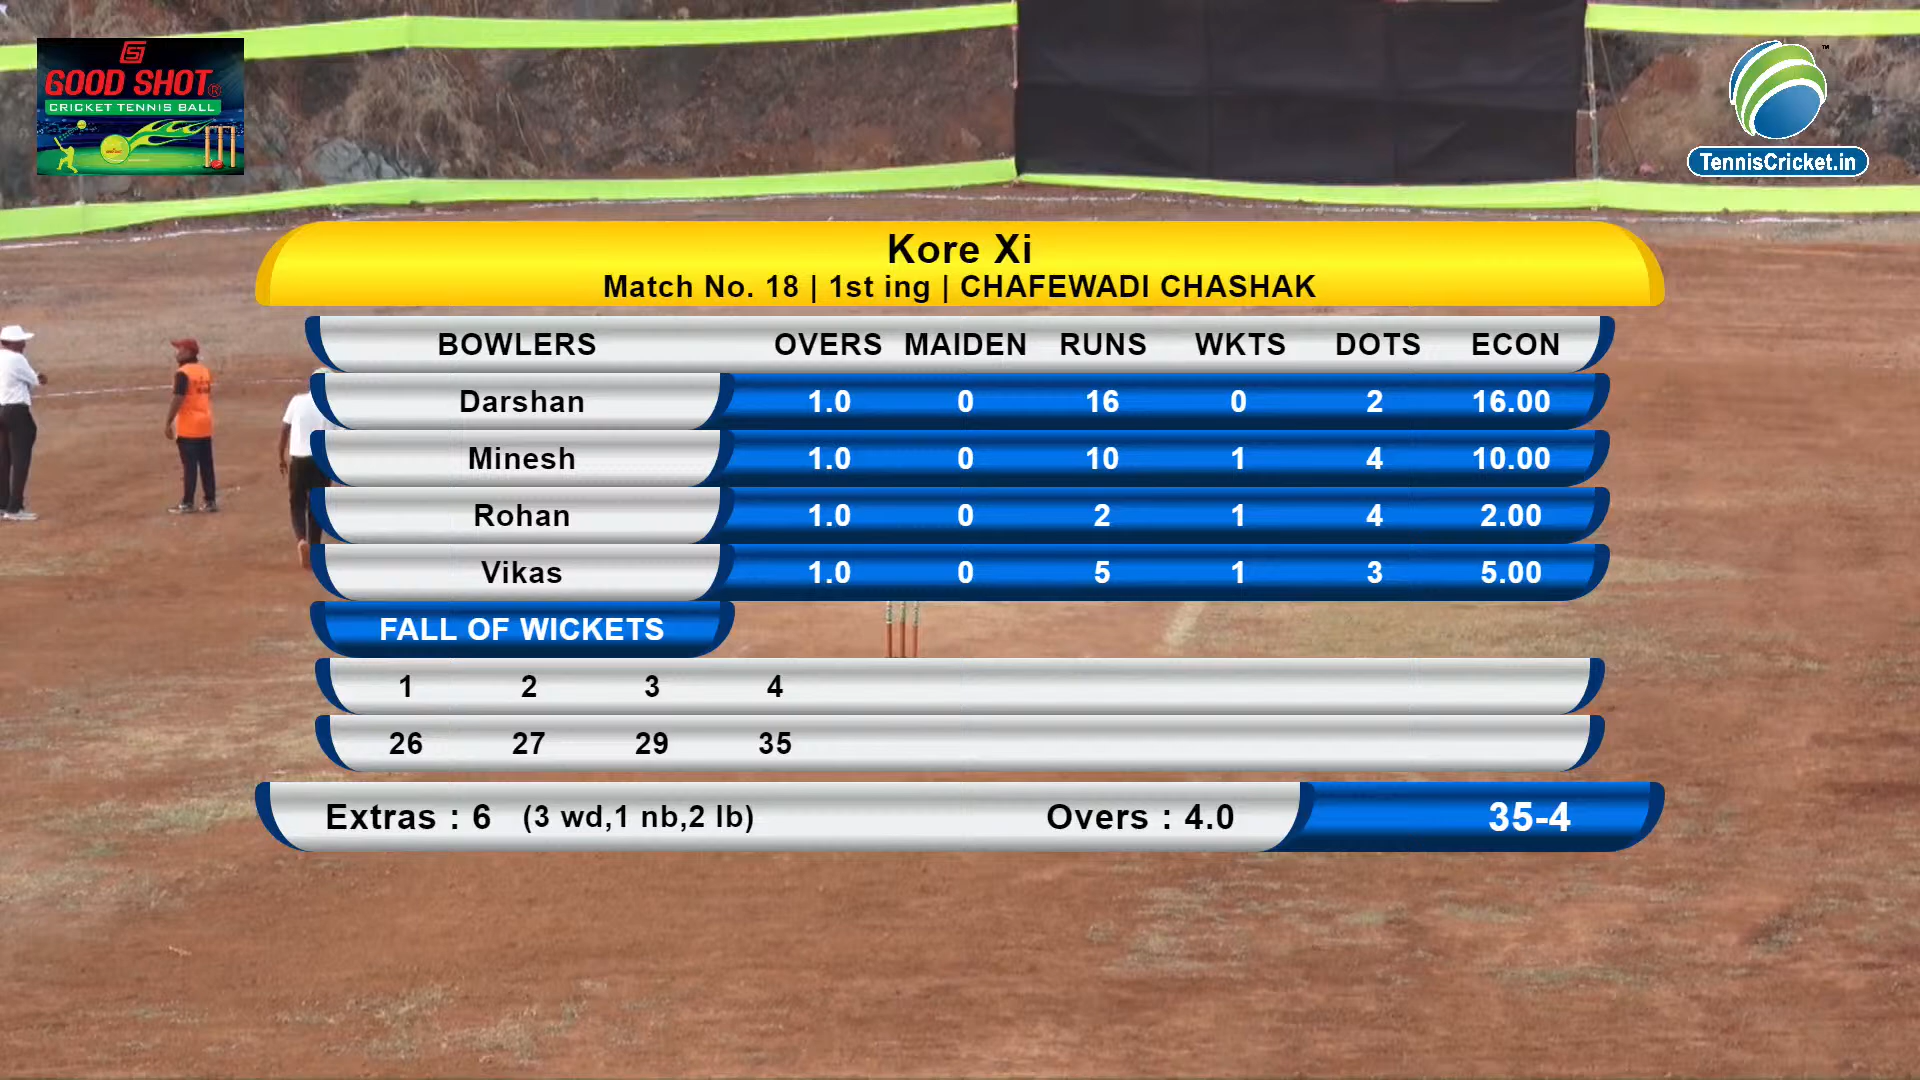 GOOD SHOT®
CRICKET TENNIS BALL
TM
TennisCricket.in
Kore Xi
Match No. 18 | 1st ing | CHAFEWADI CHASHAK
BOWLERS OVERS MAIDEN RUNS WKTS DOTS ECON
Darshan 1.0 0 16 0 2 16.00
Minesh 1.0 0 10 1 4 10.00
Rohan 1.0 0 2 1 4 2.00
Vikas 1.0 0 5 1 3 5.00
FALL OF WICKETS
1 2 3 4
26 27 29 35
Extras : 6 (3 wd,1 nb,2 lb) Overs : 4.0 35-4